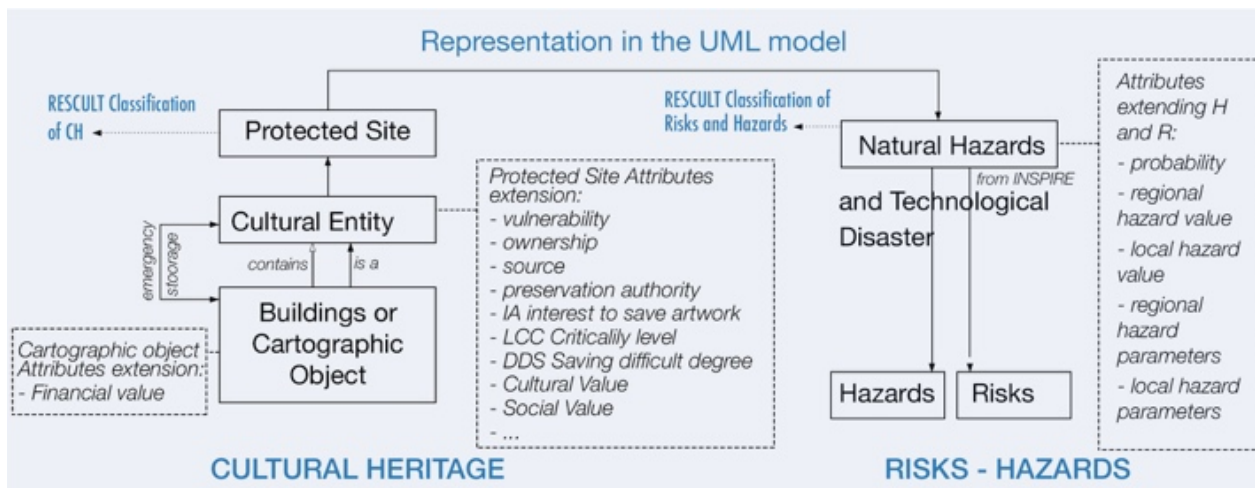 Representation in the UML model
RESCULT Classification
of CH
Protected Site
Cultural Entity
emergency
stoorage
contains
is a
Buildings or
Cartographic
Object
Cartographic object
Attributes extension:
- Financial value
Protected Site Attributes
extension:
- vulnerability
- ownership
- source
- preservation authority
- IA interest to save artwork
- LCC Criticalily level
- DDS Saving difficult degree
- Cultural Value
- Social Value
- ...
CULTURAL HERITAGE
RESCULT Classification of
Risks and Hazards
Natural Hazards
from INSPIRE
and Technological
Disaster
Hazards
Risks
Attributes
extending H
and R:
- probability
- regional
hazard value
- local hazard
value
- regional
hazard
parameters
- local hazard
parameters
RISKS - HAZARDS